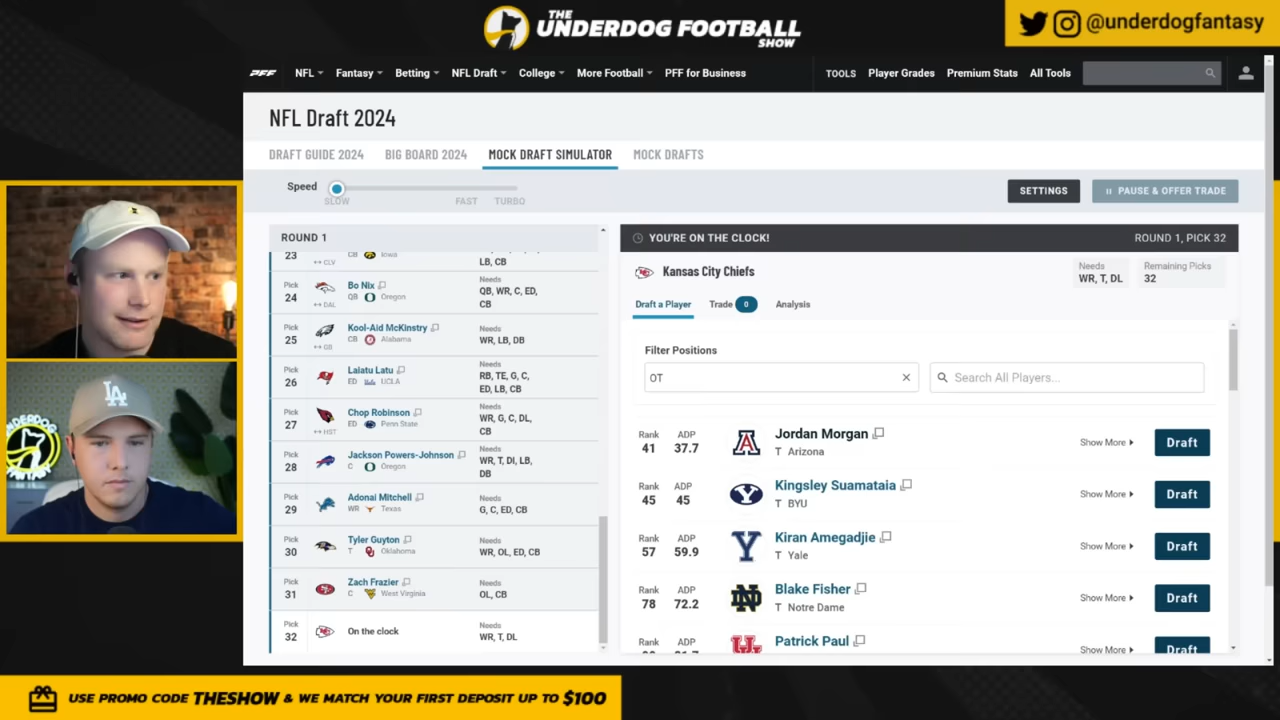 THE
UNDERDOG FOOTBALL
SHOW
@underdogfantasy
PFF NFL Fantasy Betting NFL Draft College More Football PFF for Business TOOLS Player Grades Premium Stats All Tools
NFL Draft 2024
DRAFT GUIDE 2024 BIG BOARD 2024 MOCK DRAFT SIMULATOR MOCK DRAFTS
Speed
SLOW FAST TURBO
SETTINGS PAUSE & OFFER TRADE
ROUND 1
23 CLV CB Iowa LB, CB
Pick 24 DAL Bo Nix QB Oregon Needs QB, WR, C, ED, CB
Pick 25 GB Kool-Aid McKinstry CB Alabama Needs WR, LB, DB
Pick 26 Laiatu Latu ED UCLA Needs RB, TE, G, C, ED, LB, CB
Pick 27 HST Chop Robinson ED Penn State Needs WR, G, C, DL, CB
Pick 28 Jackson Powers-Johnson C Oregon Needs WR, T, DI, LB, DB
Pick 29 Adonai Mitchell WR Texas Needs G, C, ED, CB
Pick 30 Tyler Guyton T Oklahoma Needs WR, OL, ED, CB
Pick 31 Zach Frazier C West Virginia Needs OL, CB
Pick 32 On the clock Needs WR, T, DL
YOU'RE ON THE CLOCK! ROUND 1, PICK 32
Kansas City Chiefs
Needs WR, T, DL
Remaining Picks 32
Draft a Player Trade 0 Analysis
Filter Positions
OT
Search All Players...
Rank 41 ADP 37.7 Jordan Morgan T Arizona Show More Draft
Rank 45 ADP 45 Kingsley Suamataia T BYU Show More Draft
Rank 57 ADP 59.9 Kiran Amegadjie T Yale Show More Draft
Rank 78 ADP 72.2 Blake Fisher T Notre Dame Show More Draft
Rank ADP Patrick Paul Show More Draft
LA
UNDERDOG
USE PROMO CODE THESHOW & WE MATCH YOUR FIRST DEPOSIT UP TO $100